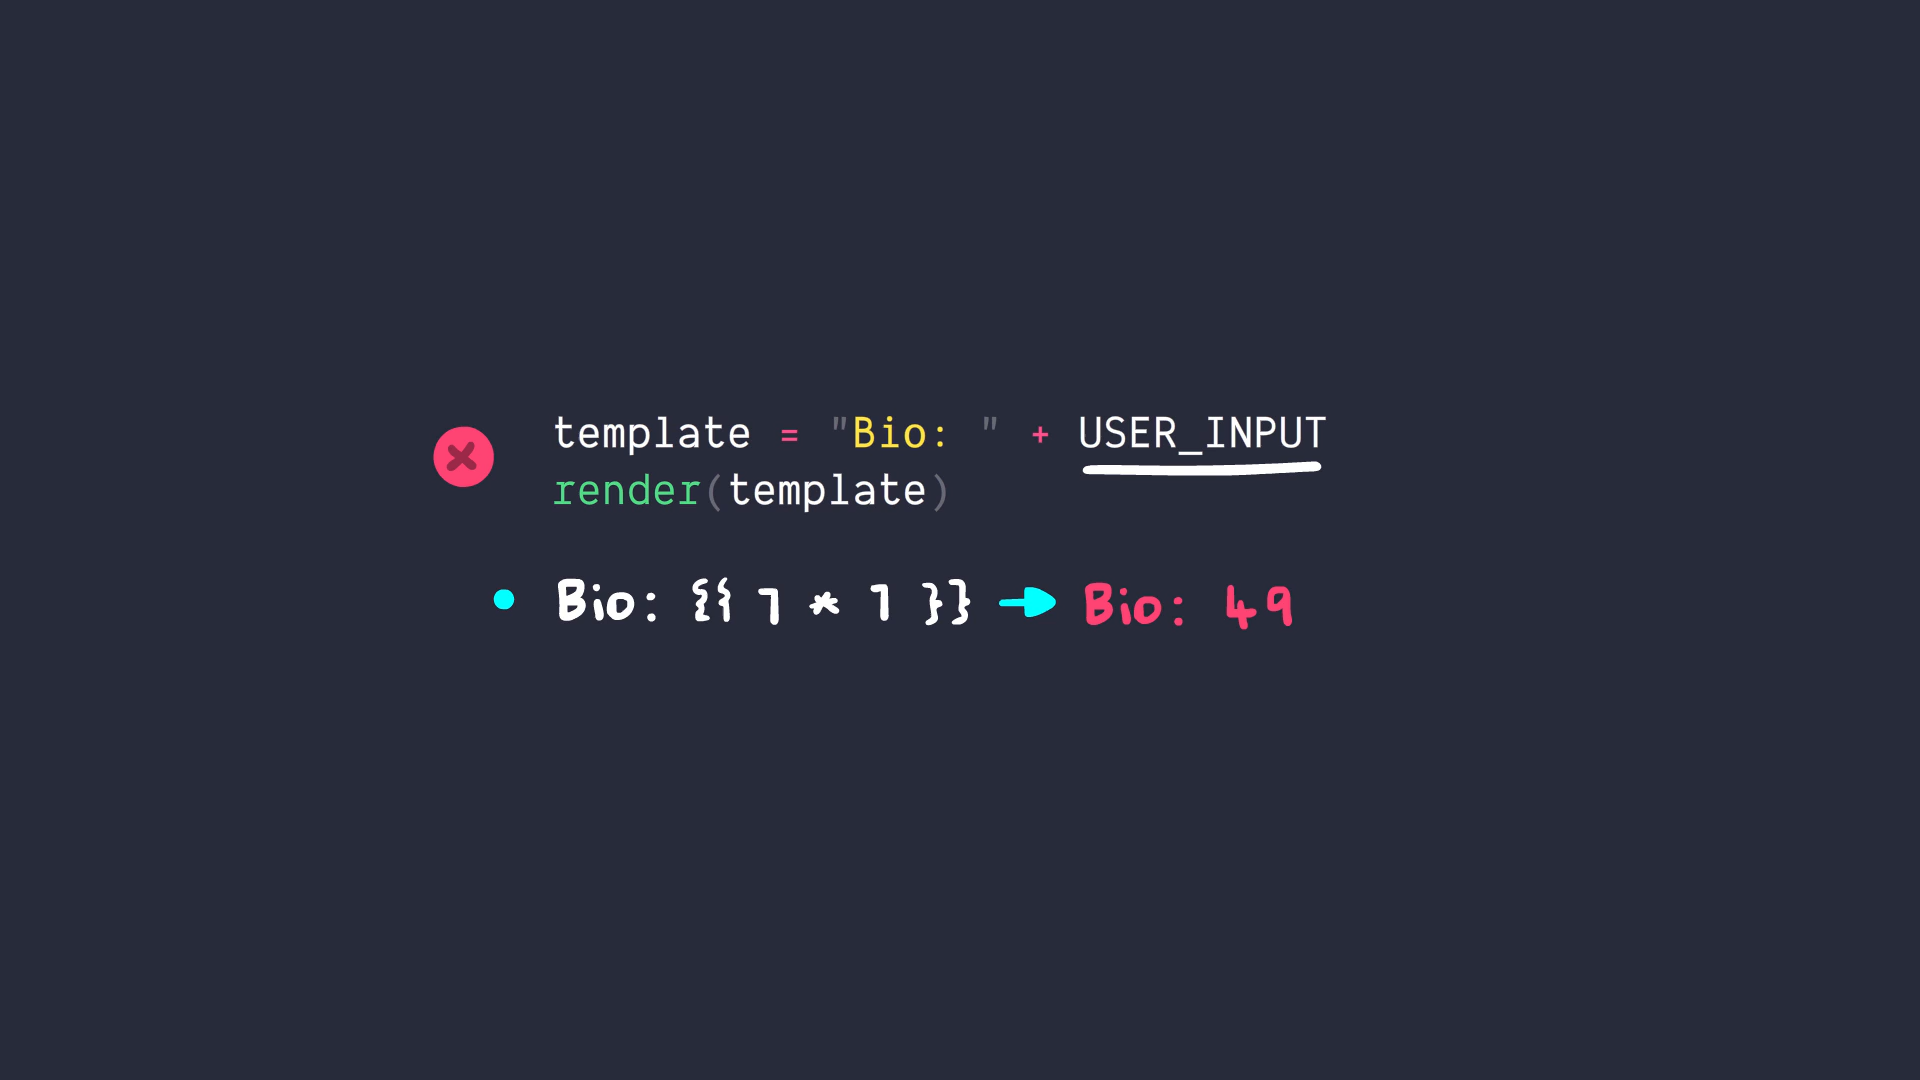 template = "Bio: " + USER_INPUT
render(template)
Bio: {{ 7 * 7 }} → Bio: 49